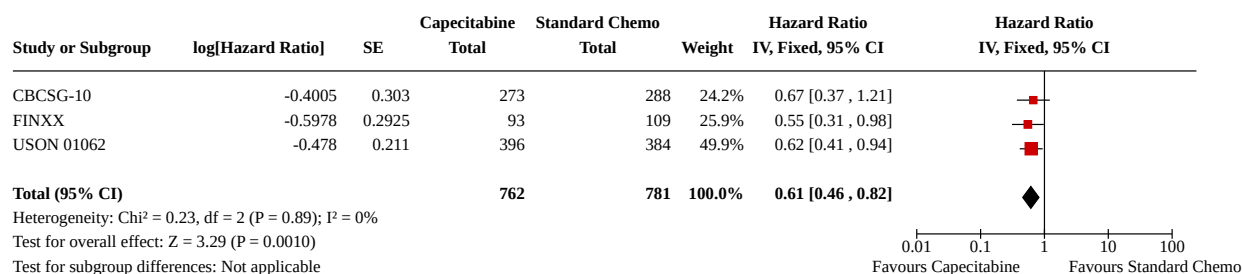 Capecitabine Standard Chemo Hazard Ratio Hazard Ratio
Study or Subgroup log[Hazard Ratio] SE Total Total Weight IV, Fixed, 95% CI IV, Fixed, 95% CI
CBCSG-10 -0.4005 0.303 273 288 24.2% 0.67 [0.37 , 1.21]
FINXX -0.5978 0.2925 93 109 25.9% 0.55 [0.31 , 0.98]
USON 01062 -0.478 0.211 396 384 49.9% 0.62 [0.41 , 0.94]
Total (95% CI) 762 781 100.0% 0.61 [0.46 , 0.82]
Heterogeneity: Chi² = 0.23, df = 2 (P = 0.89); I² = 0%
Test for overall effect: Z = 3.29 (P = 0.0010)
0.01 0.1 1 10 100
Test for subgroup differences: Not applicable Favours Capecitabine Favours Standard Chemo